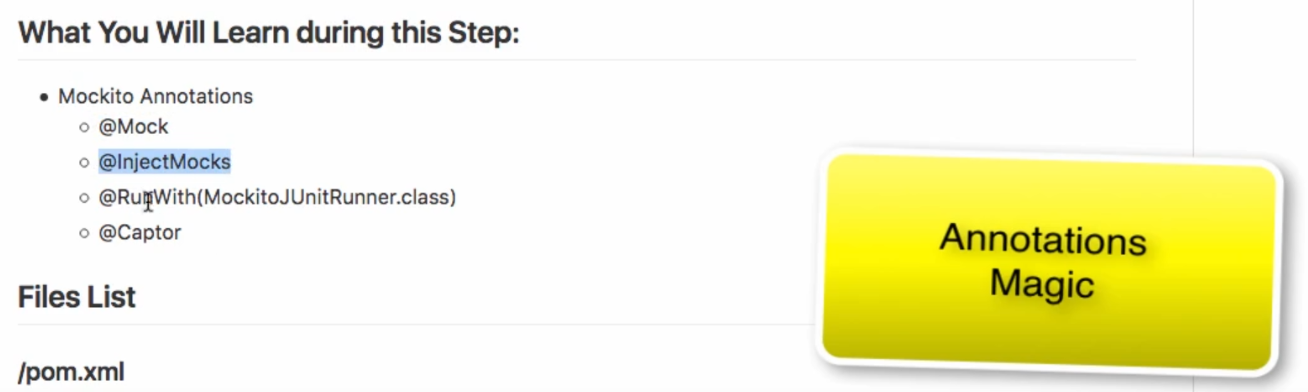 What You Will Learn during this Step:
Mockito Annotations
@Mock
@InjectMocks
@RunWith(MockitoJUnitRunner.class)
@Captor
Annotations
Magic
Files List
/pom.xml